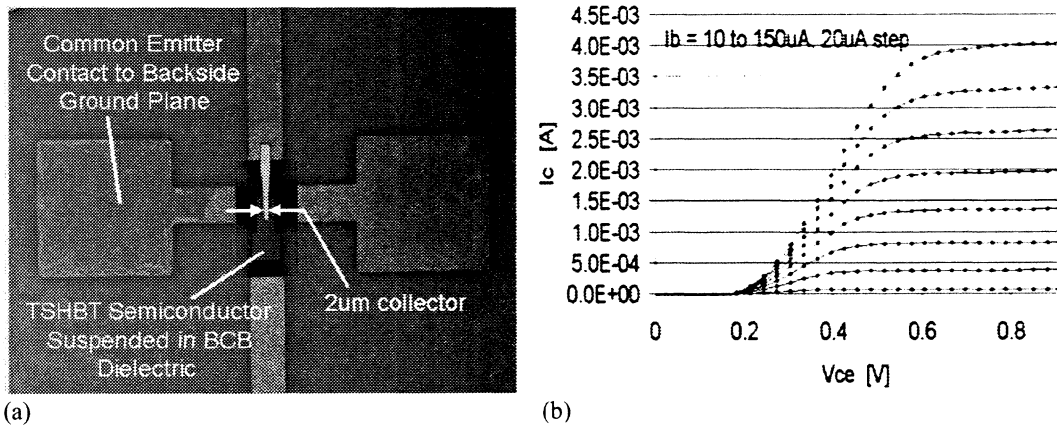 Common Emitter
Contact to Backside
Ground Plane
TSHBT Semiconductor
Suspended in BCB
Dielectric
2um collector
(a)
4.5E-03
4.0E-03
3.5E-03
3.0E-03
2.5E-03
2.0E-03
1.5E-03
1.0E-03
5.0E-04
0.0E+00
Ic [A]
Ib = 10 to 150uA. 20uA step
0 0.2 0.4 0.6 0.8
Vce [V]
(b)